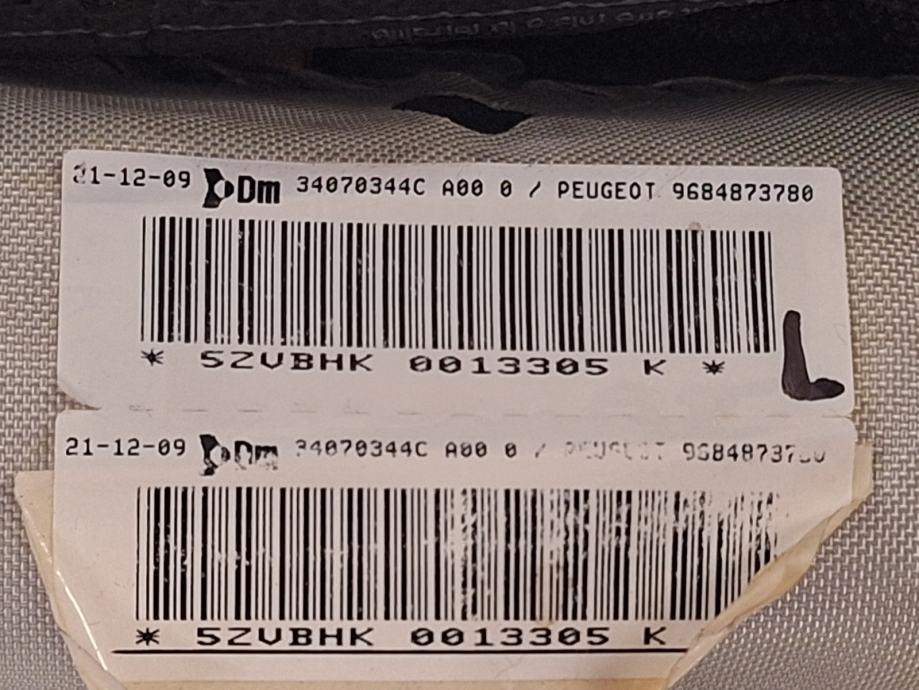 21-12-09 Dm 34070344C A00 0 / PEUGEOT 9684873780
* 5ZVBHK 0013305 K *
L
21-12-09 Dm 34070344C A00 0 / PEUGEOT
* 5ZVBHK 0013305 K